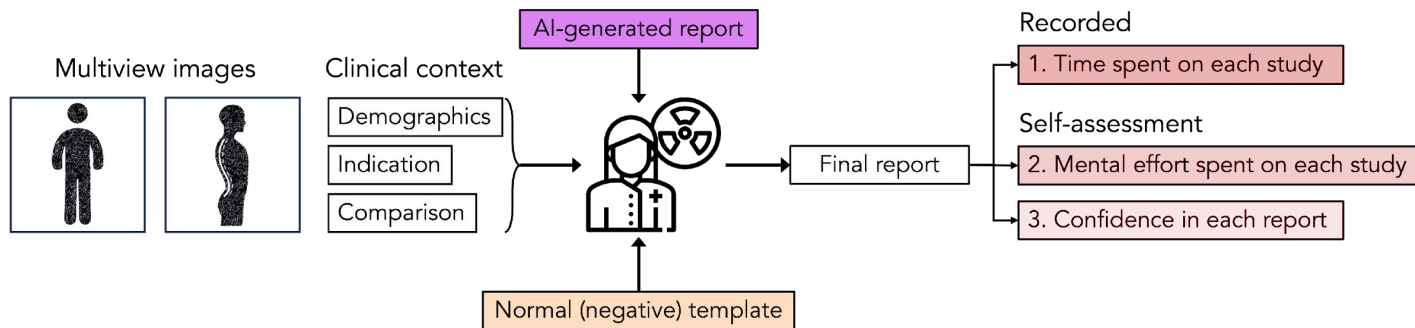 AI-generated report
Recorded
Multiview images
Clinical context
1. Time spent on each study
Demographics
Self-assessment
Indication
Final report
2. Mental effort spent on each study
Comparison
3. Confidence in each report
Normal (negative) template